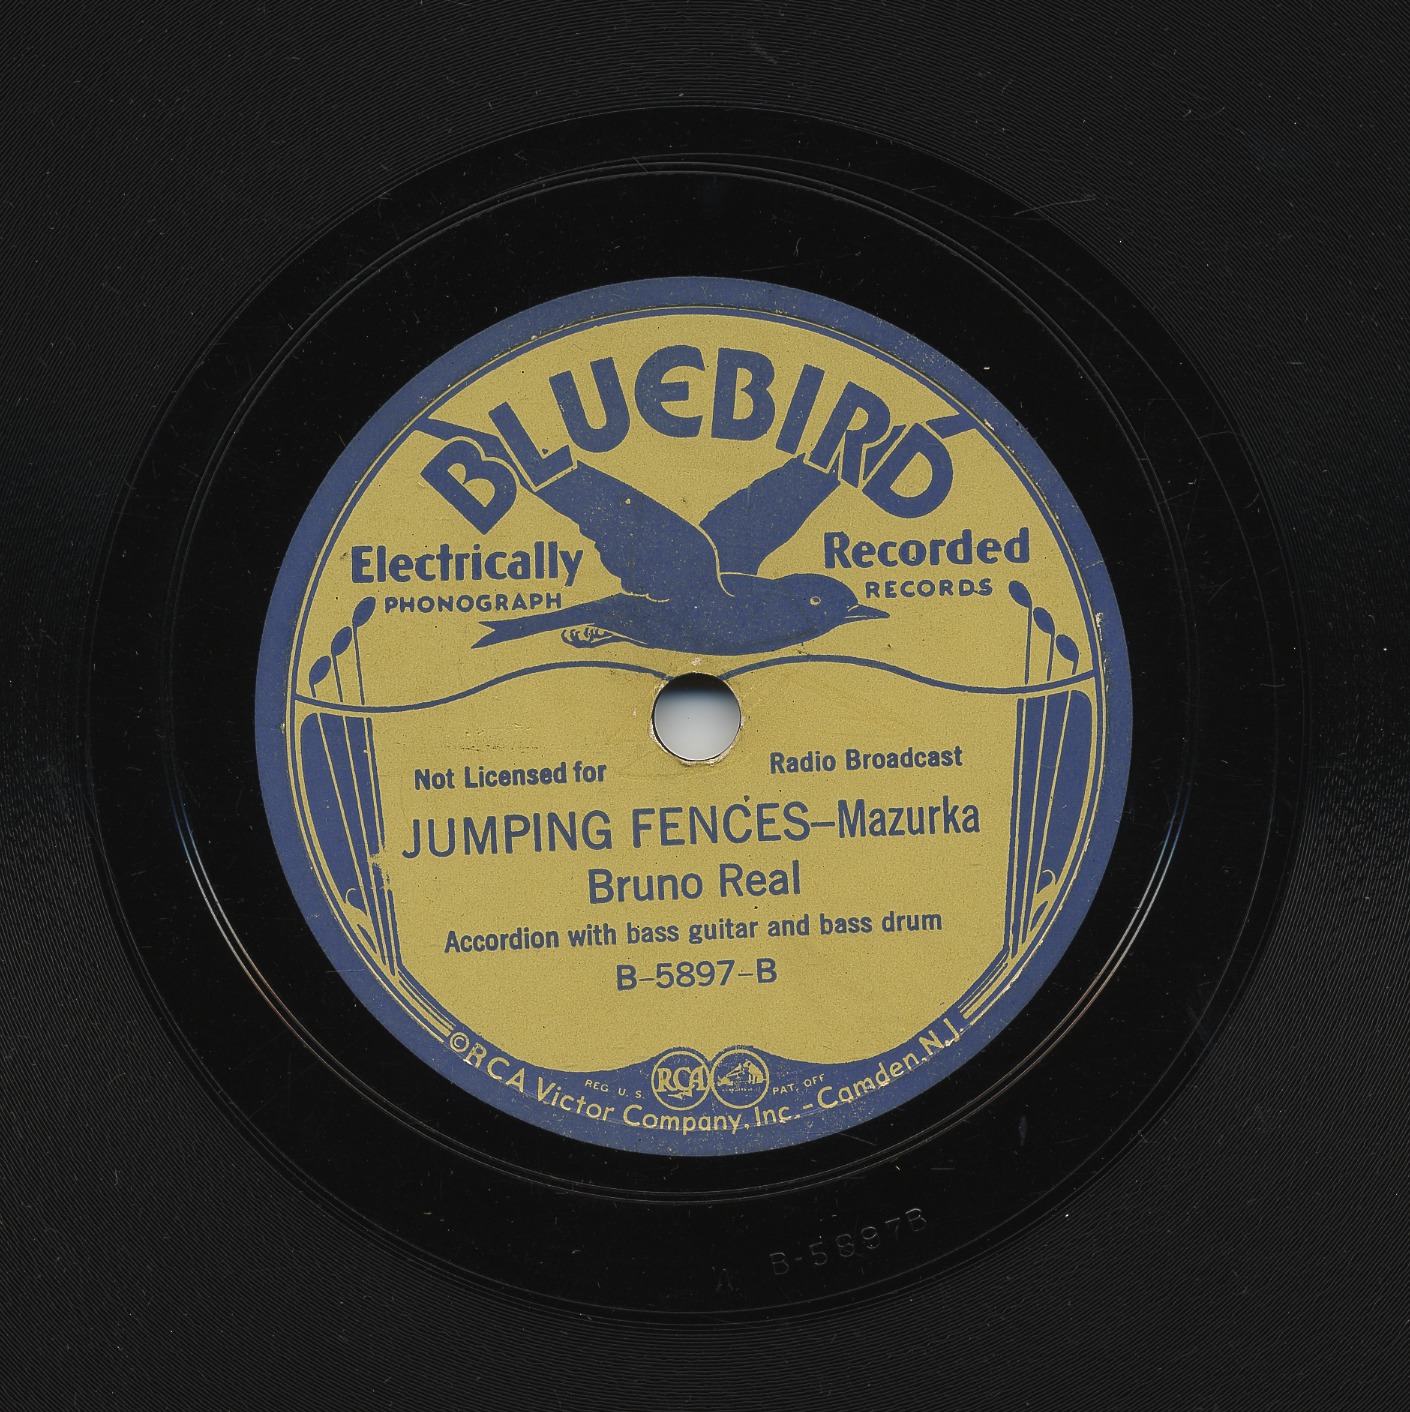 BLUEBIRD
Electrically Recorded
PHONOGRAPH RECORDS
Not Licensed for Radio Broadcast
JUMPING FENCES–Mazurka
Bruno Real
Accordion with bass guitar and bass drum
B–5897–B
REG. U. S. RCA PAT. OFF
©RCA Victor Company, Inc. – Camden, N.J.
A B-5897B